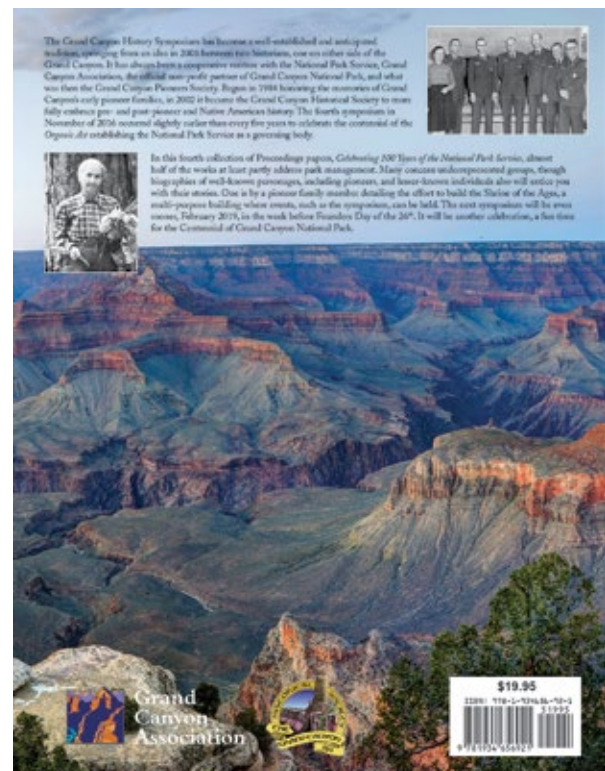 The Grand Canyon History Symposium has become a well-established and anticipated
tradition, springing from an idea in 2001 between two historians, one on either side of the
Grand Canyon. It has always been a cooperative venture with the National Park Service, Grand
Canyon Association, the official non-profit partner of Grand Canyon National Park, and what
was then the Grand Canyon Pioneers Society. Begun in 1984 honoring the memories of Grand
Canyon's early pioneer families, in 2002 it became the Grand Canyon Historical Society to more
fully embrace pre- and post-pioneer and Native American history. The fourth symposium in
November of 2016 occurred slightly earlier than every five years to celebrate the centennial of the
Organic Act establishing the National Park Service as a governing body.
In this fourth collection of Proceedings papers, Celebrating 100 Years of the National Park Service, almost
half of the works at least partly address park management. Many concern underrepresented groups, though
biographies of well-known personages, including pioneers, and lesser-known individuals also will entice you
with their stories. One is by a pioneer family member detailing the effort to build the Shrine of the Ages, a
multi-purpose building where events, such as the symposium, can be held. The next symposium will be even
sooner, February 2019, in the week before Founders Day of the 26th. It will be another celebration, a fun time
for the Centennial of Grand Canyon National Park.
Grand
Canyon
Association
$19.95
51995
9 781934 656921